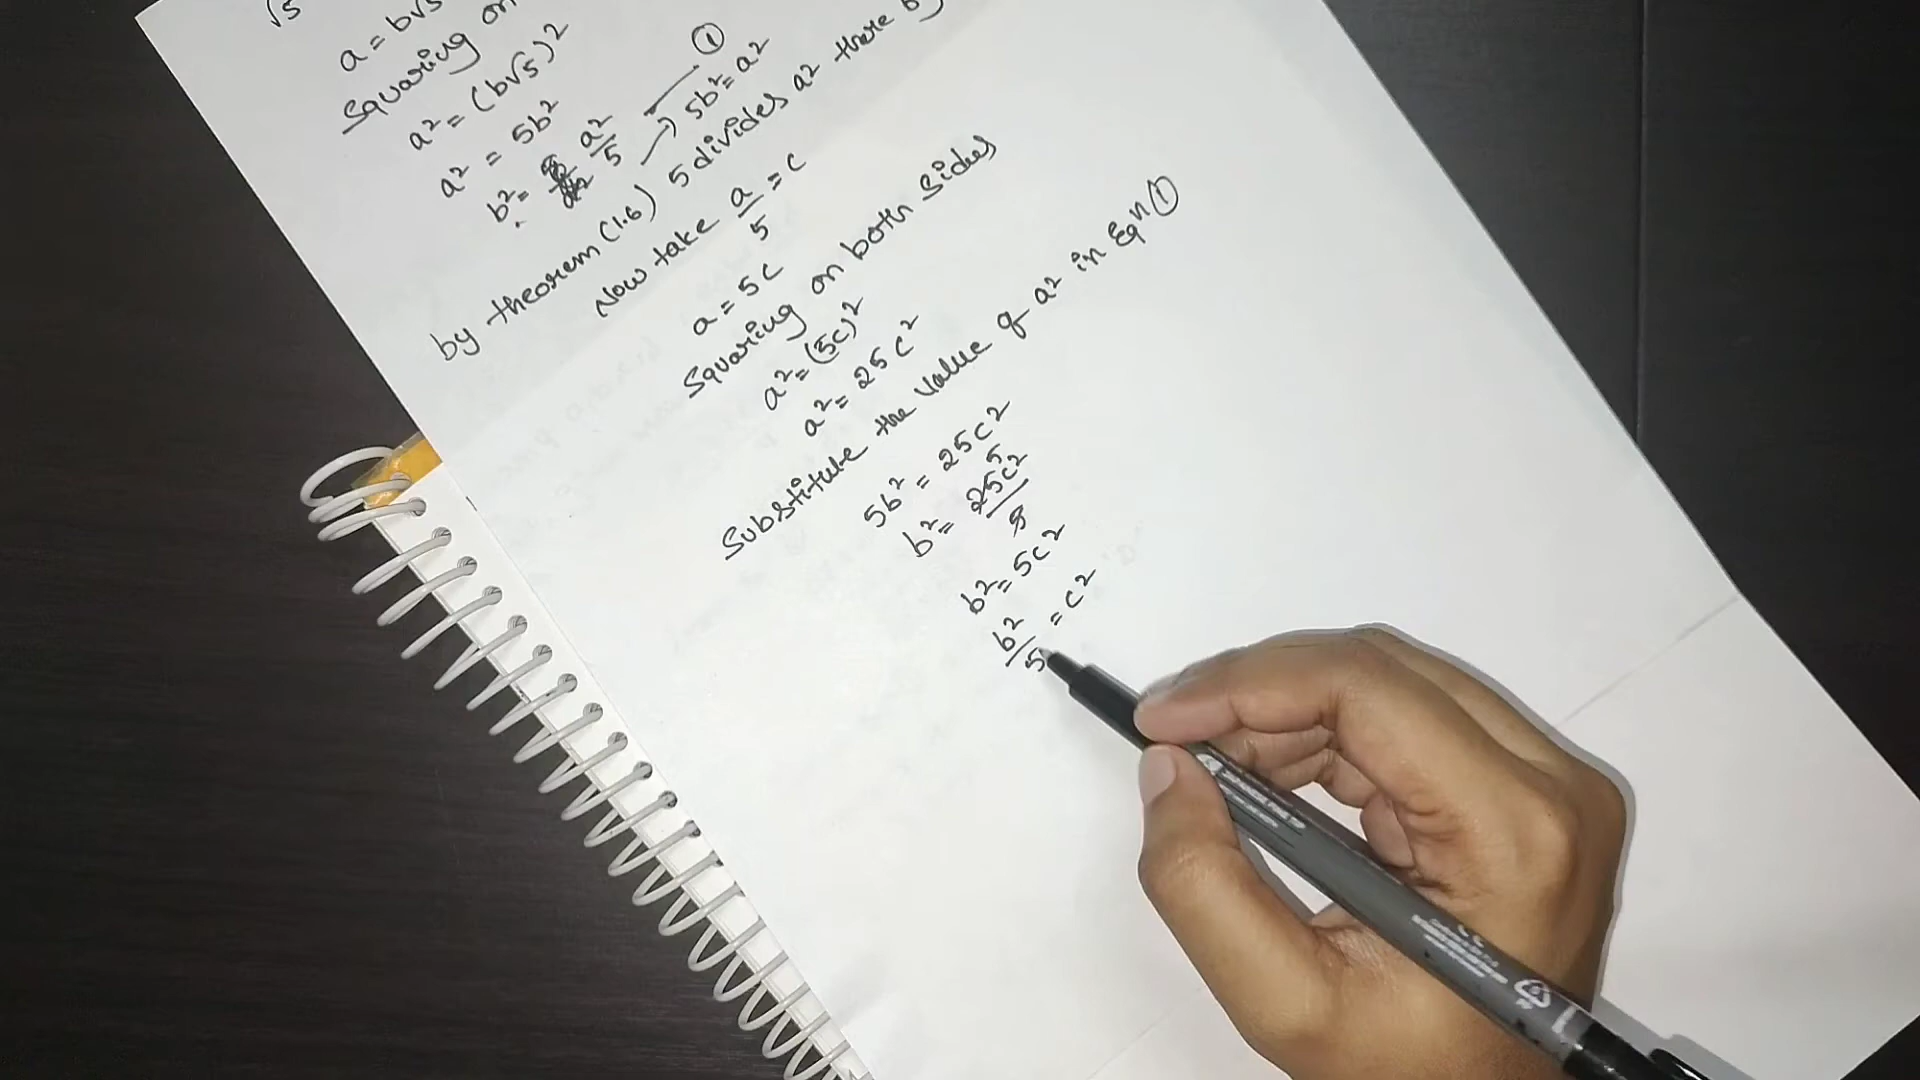 √5
a = b√5
Squaring on
a² = (b√5)²
a² = 5b²
b² = a²/5 → 5b² = a² ①
by theorem (1.6) 5 divides a² there by
Now take a/5 = c
a = 5c
Squaring on both sides
a² = (5c)²
a² = 25c²
Substitute the value of a² in Eqn ①
5b² = 25c²
b² = 25c²/5
5
b² = 5c²
b²/5 = c²